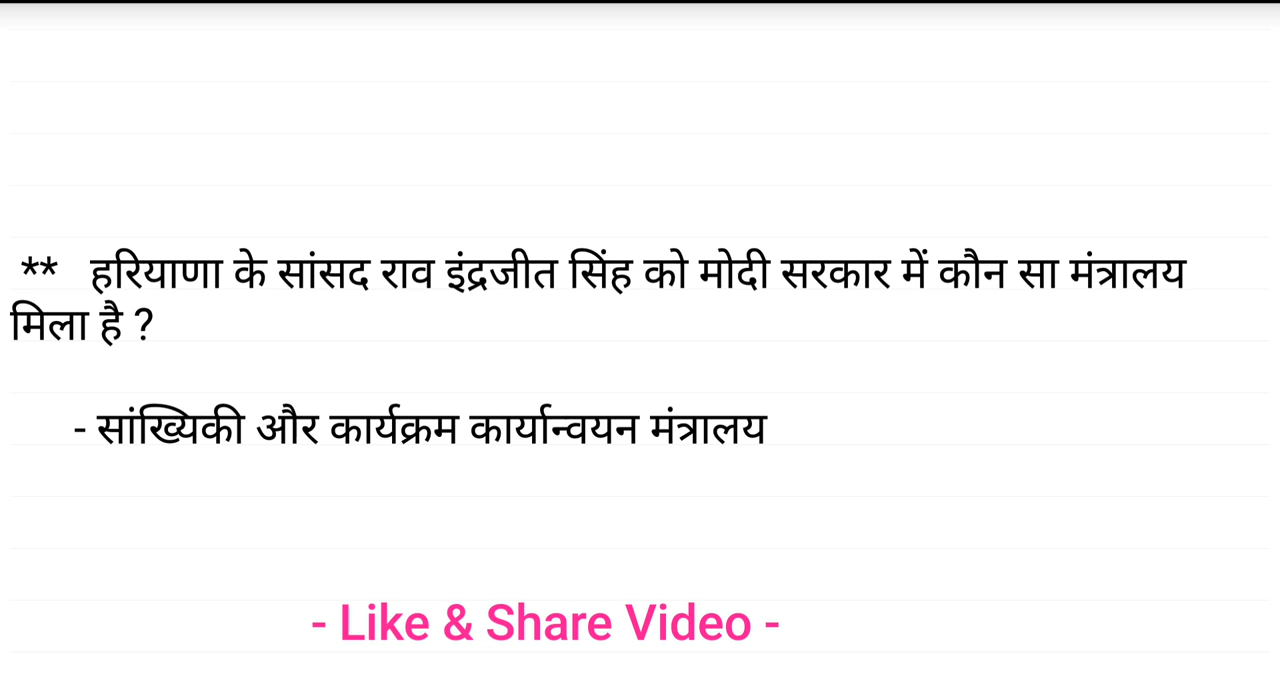 ** हरियाणा के सांसद राव इंद्रजीत सिंह को मोदी सरकार में कौन सा मंत्रालय
मिला है ?
- सांख्यिकी और कार्यक्रम कार्यान्वयन मंत्रालय
- Like & Share Video -